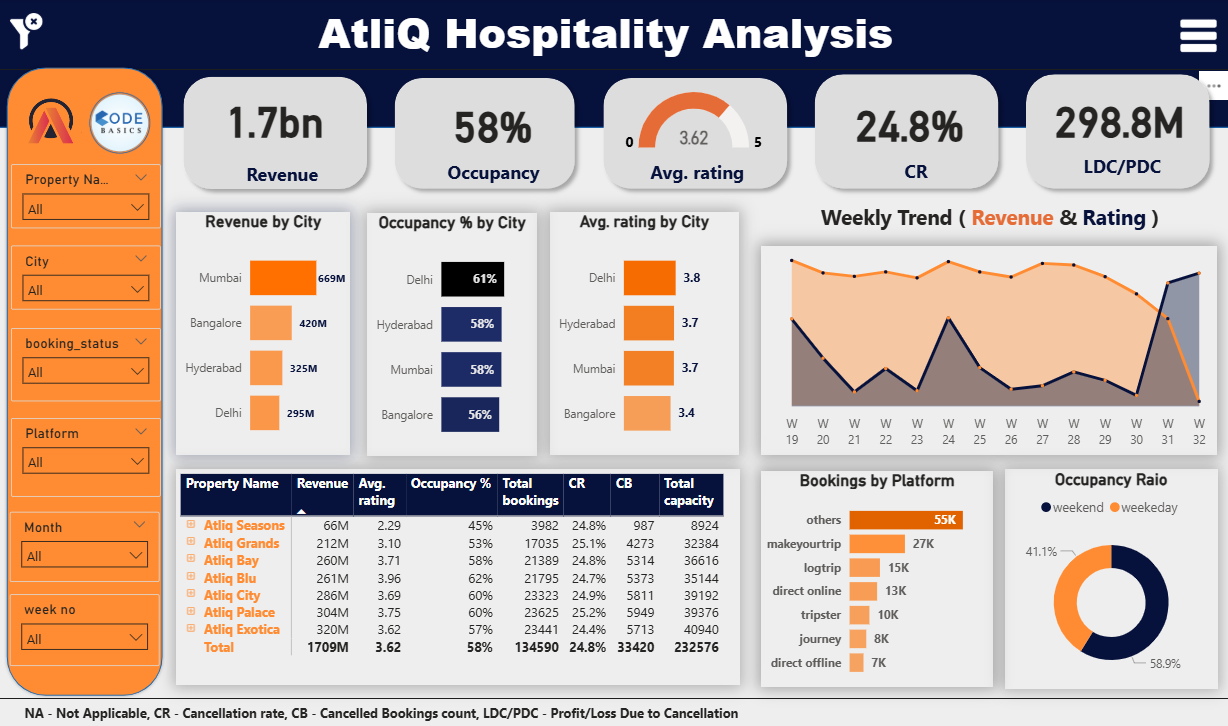 AtliQ Hospitality Analysis
CODE
BASICS
1.7bn
Revenue
58%
Occupancy
0
3.62
5
Avg. rating
24.8%
CR
298.8M
LDC/PDC
Property Na...
All
City
All
booking_status
All
Platform
All
Month
All
week no
All
Revenue by City
Mumbai 669M
Bangalore 420M
Hyderabad 325M
Delhi 295M
Occupancy % by City
Delhi 61%
Hyderabad 58%
Mumbai 58%
Bangalore 56%
Avg. rating by City
Delhi 3.8
Hyderabad 3.7
Mumbai 3.7
Bangalore 3.4
Weekly Trend ( Revenue & Rating )
W W W W W W W W W W W W W W
19 20 21 22 23 24 25 26 27 28 29 30 31 32
Property Name Revenue Avg. Occupancy % Total CR CB Total
rating bookings capacity
Atliq Seasons 66M 2.29 45% 3982 24.8% 987 8924
Atliq Grands 212M 3.10 53% 17035 25.1% 4273 32384
Atliq Bay 260M 3.71 58% 21389 24.8% 5314 36616
Atliq Blu 261M 3.96 62% 21795 24.7% 5373 35144
Atliq City 286M 3.69 60% 23323 24.9% 5811 39192
Atliq Palace 304M 3.75 60% 23625 25.2% 5949 39376
Atliq Exotica 320M 3.62 57% 23441 24.4% 5713 40940
Total 1709M 3.62 58% 134590 24.8% 33420 232576
Bookings by Platform
others 55K
makeyourtrip 27K
logtrip 15K
direct online 13K
tripster 10K
journey 8K
direct offline 7K
Occupancy Raio
weekend weekeday
41.1%
58.9%
NA - Not Applicable, CR - Cancellation rate, CB - Cancelled Bookings count, LDC/PDC - Profit/Loss Due to Cancellation